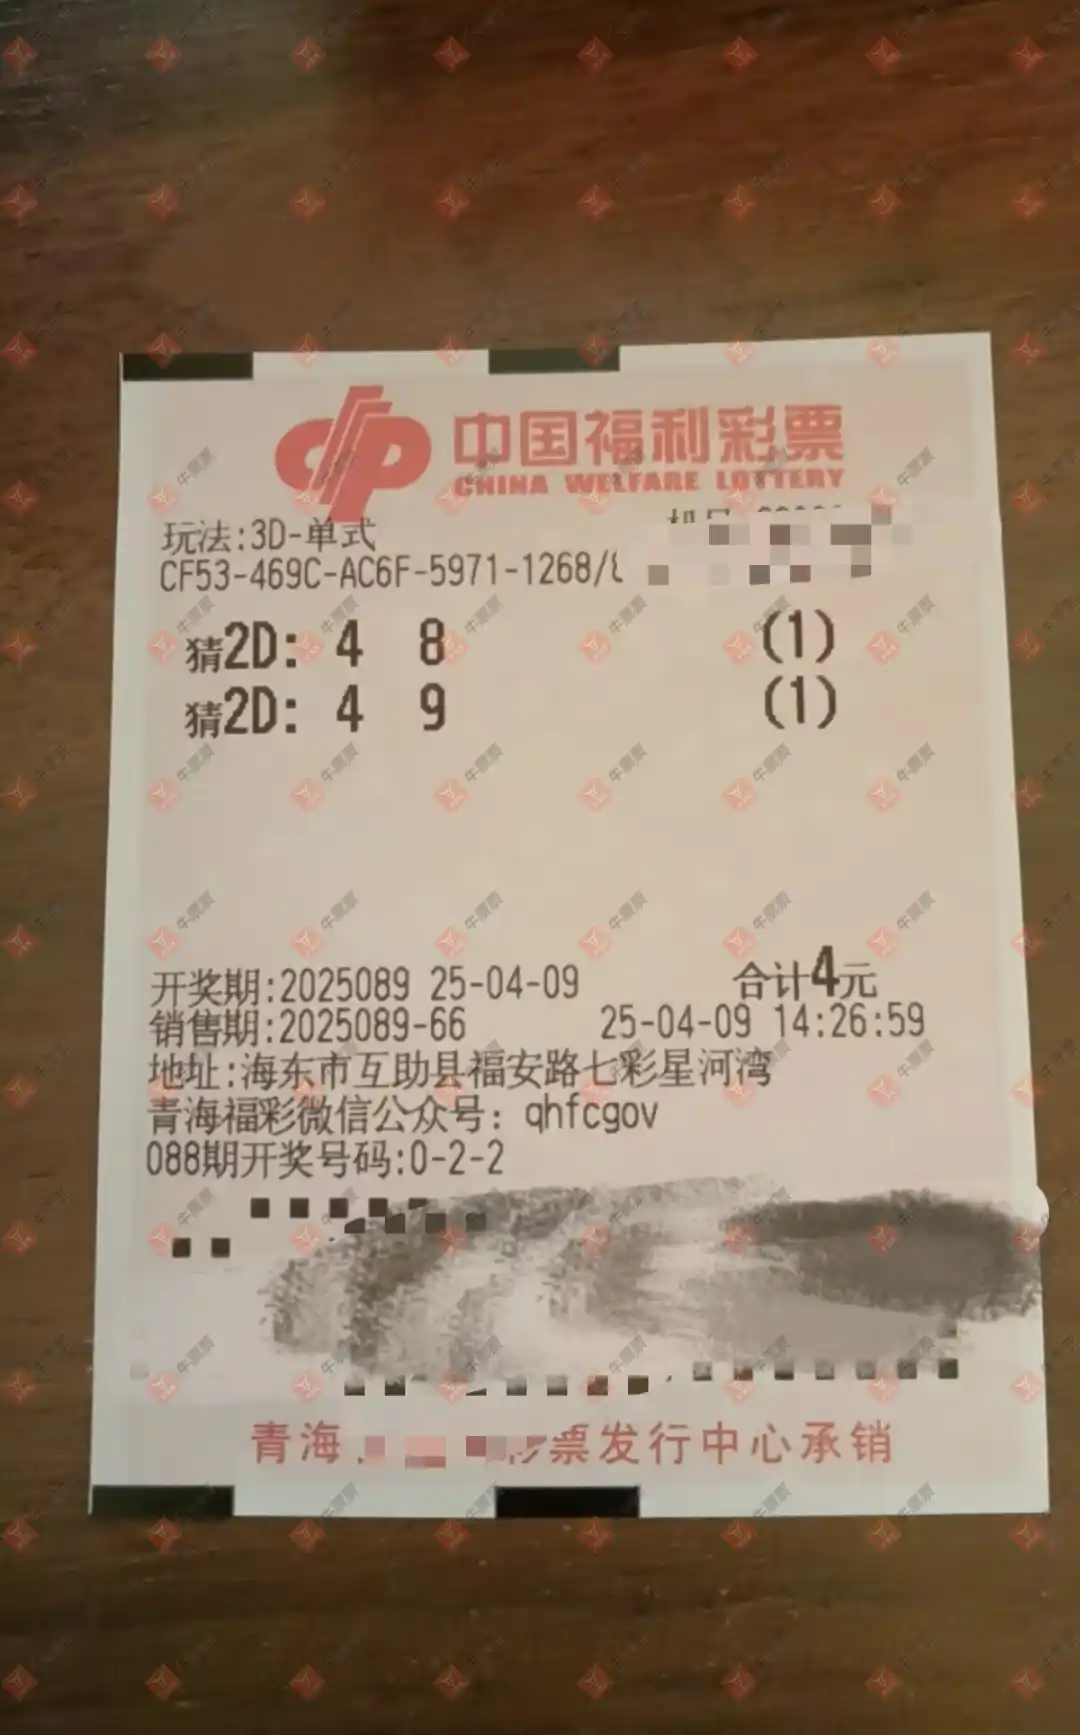 中国福利彩票
CHINA WELFARE LOTTERY
玩法:3D-单式
CF53-469C-AC6F-5971-1268/
猜2D: 4 8 (1)
猜2D: 4 9 (1)
开奖期:2025089 25-04-09 合计4元
销售期:2025089-66 25-04-09 14:26:59
地址:海东市互助县福安路七彩星河湾
青海福彩微信公众号: qhfcgov
088期开奖号码:0-2-2
青海 彩票发行中心承销
牛票票